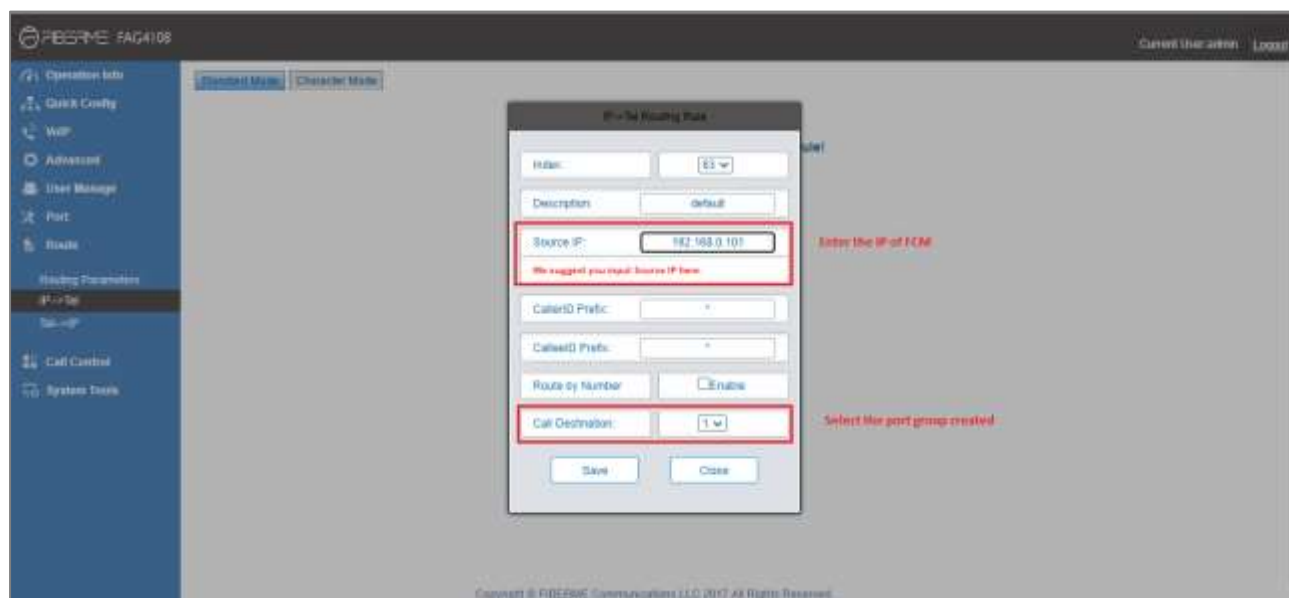 FIBERME FAG4108
Current User:admin Logout
Operation Info
Quick Config
VoIP
Advanced
User Manage
Port
Route
Routing Parameters
IP->Tel
Tel->IP
Call Control
System Tools
Standard Mode Character Mode
IP->Tel Routing Rule
rule!
Index: 63
Description: default
Source IP: 192.168.0.101
We suggest you input Source IP here.
Enter the IP of FCM
CallerID Prefix: *
CalleeID Prefix: *
Route by Number Enable
Call Destination: 1
Select the port group created
Save Close
Copyright © FIBERME Communications LLC 2017 All Rights Reserved.